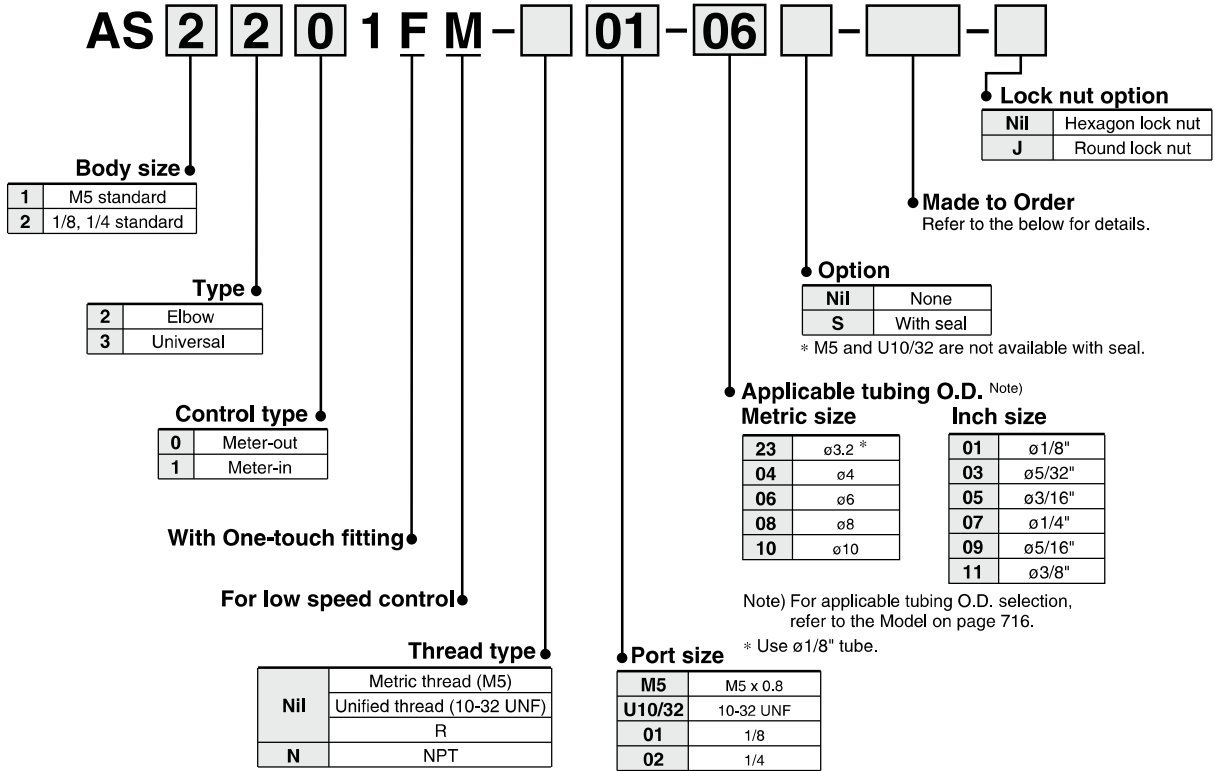 AS 2 2 0 1 F M - 01 - 06 - -
Lock nut option
Nil Hexagon lock nut
J Round lock nut
Body size
1 M5 standard
2 1/8, 1/4 standard
Made to Order
Refer to the below for details.
Type
2 Elbow
3 Universal
Option
Nil None
S With seal
* M5 and U10/32 are not available with seal.
Control type
0 Meter-out
1 Meter-in
Applicable tubing O.D. Note)
Metric size
23 ø3.2 *
04 ø4
06 ø6
08 ø8
10 ø10
Inch size
01 ø1/8"
03 ø5/32"
05 ø3/16"
07 ø1/4"
09 ø5/16"
11 ø3/8"
Note) For applicable tubing O.D. selection,
refer to the Model on page 716.
* Use ø1/8" tube.
With One-touch fitting
For low speed control
Thread type
Nil Metric thread (M5)
Unified thread (10-32 UNF)
R
N NPT
Port size
M5 M5 x 0.8
U10/32 10-32 UNF
01 1/8
02 1/4